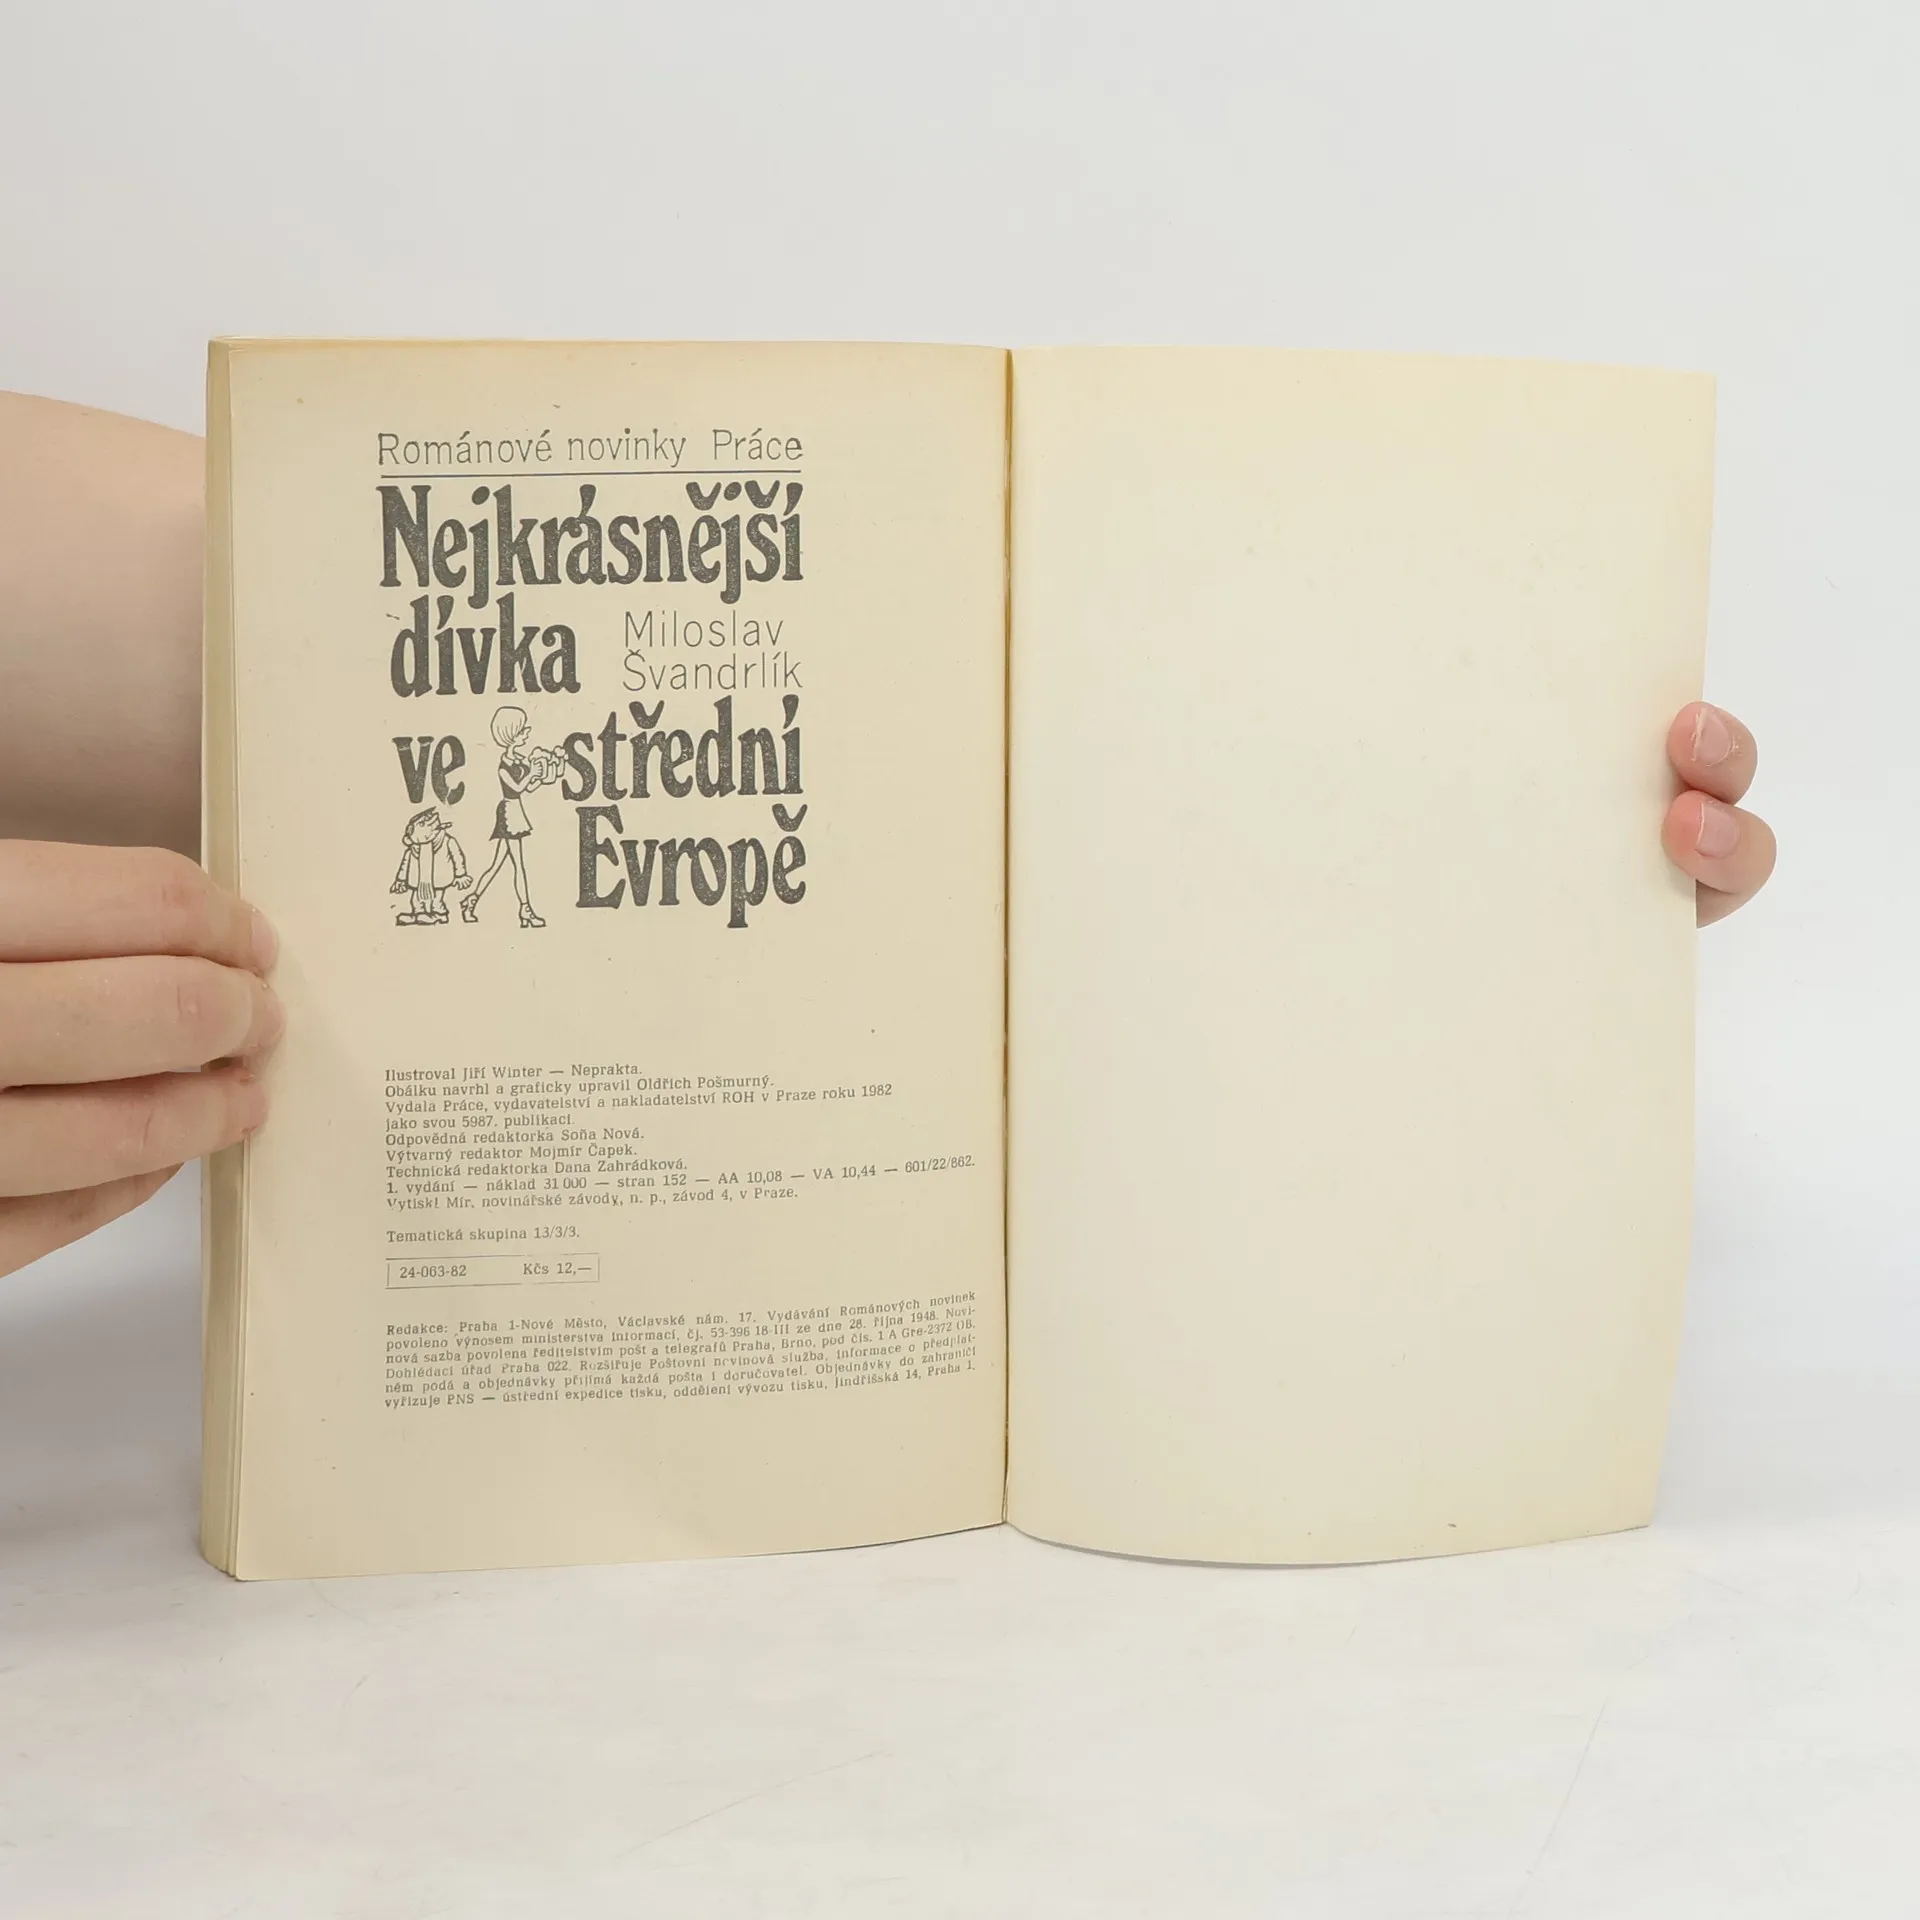 Románové novinky Práce
Nejkrásnější
dívka
Miloslav
Švandrlík
ve střední
Evropě
Ilustroval Jiří Winter — Neprakta.
Obálku navrhl a graficky upravil Oldřich Pošmurný.
Vydala Práce, vydavatelství a nakladatelství ROH v Praze roku 1982
jako svou 5987. publikaci.
Odpovědná redaktorka Soňa Nová.
Výtvarný redaktor Mojmír Čapek.
Technická redaktorka Dana Zahrádková.
1. vydání — náklad 31 000 — stran 152 — AA 10,08 — VA 10,44 — 601/22/862.
Vytiskl Mír, novinářské závody, n. p., závod 4, v Praze.
Tematická skupina 13/3/3.
24-063-82 Kčs 12,—
Redakce: Praha 1-Nové Město, Václavské nám. 17. Vydávání Románových novinek
povoleno výnosem ministerstva informací, čj. 53-396 18-III ze dne 28. října 1948. Novi-
nová sazba povolena ředitelstvím pošt a telegrafů Praha, Brno, pod čís. 1 A Gre-2372 OB.
Dohlédací úřad Praha 022. Rozšiřuje Poštovní novinová služba, informace o předplat-
ném podá a objednávky přijímá každá pošta i doručovatel. Objednávky do zahraničí
vyřizuje PNS — ústřední expedice tisku, oddělení vývozu tisku, Jindřišská 14, Praha 1.